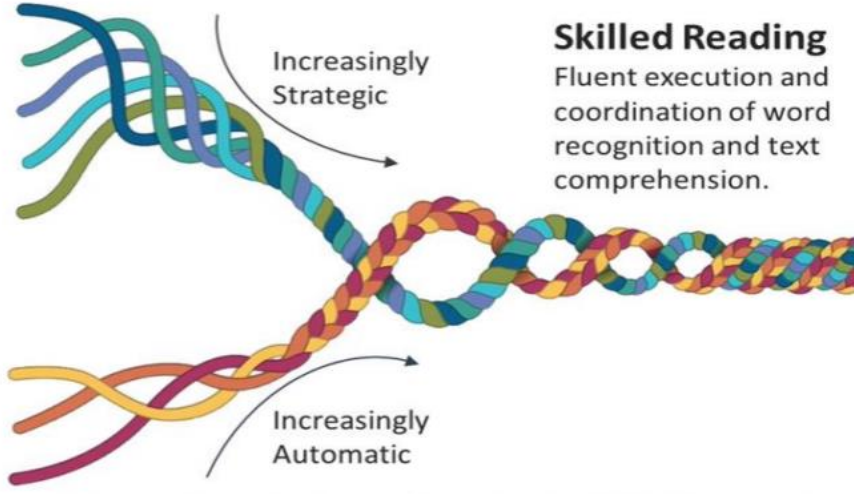 Increasingly
Strategic
Skilled Reading
Fluent execution and
coordination of word
recognition and text
comprehension.
Increasingly
Automatic